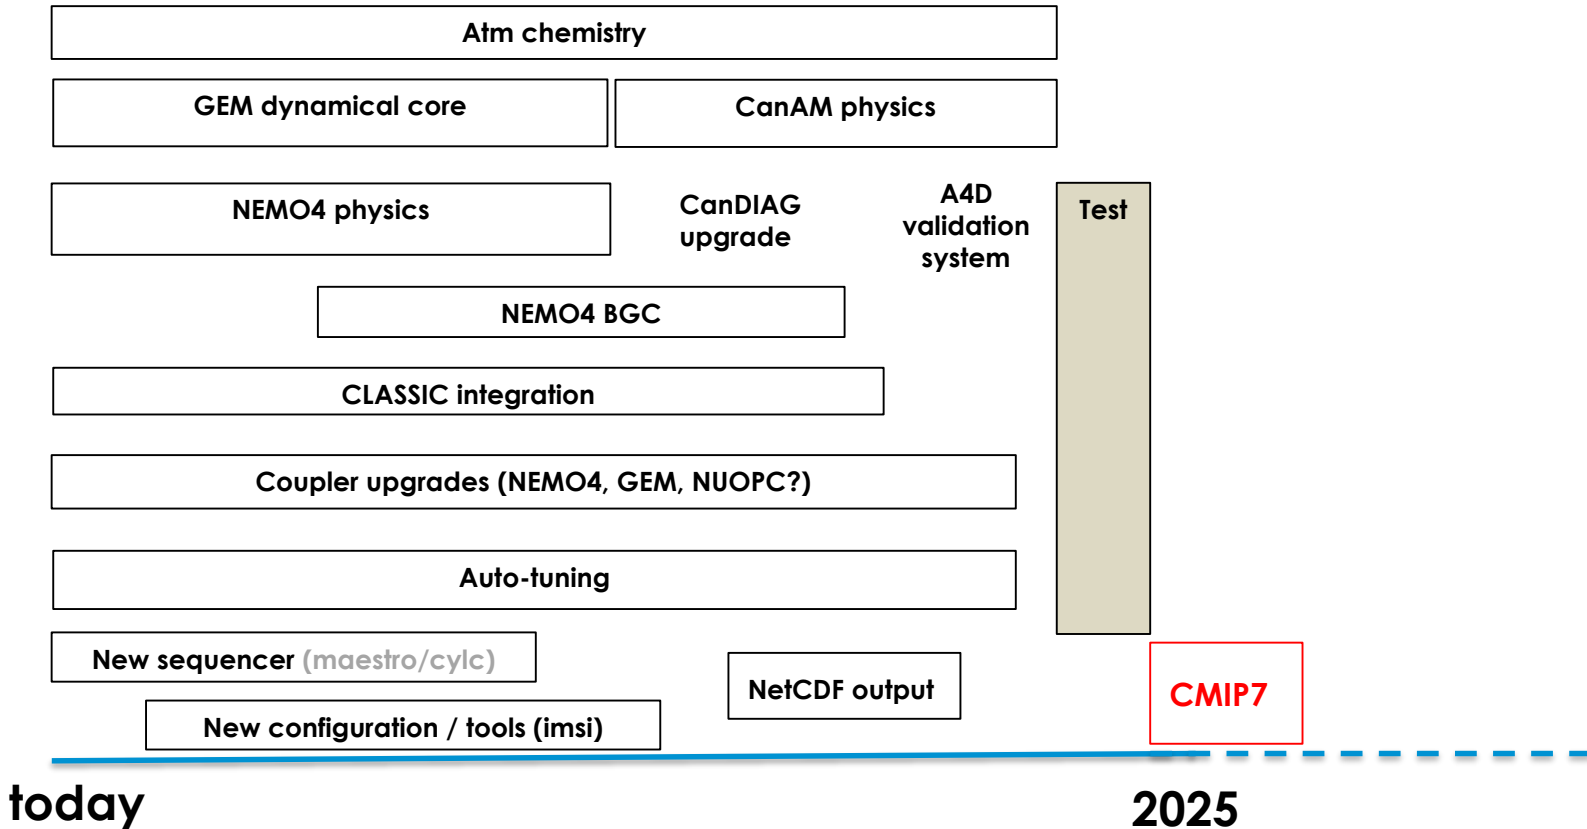 Atm chemistry
GEM dynamical core
CanAM physics
NEMO4 physics
CanDIAG
upgrade
A4D
validation
system
Test
NEMO4 BGC
CLASSIC integration
Coupler upgrades (NEMO4, GEM, NUOPC?)
Auto-tuning
New sequencer (maestro/cylc)
NetCDF output
CMIP7
New configuration / tools (imsi)
today
2025